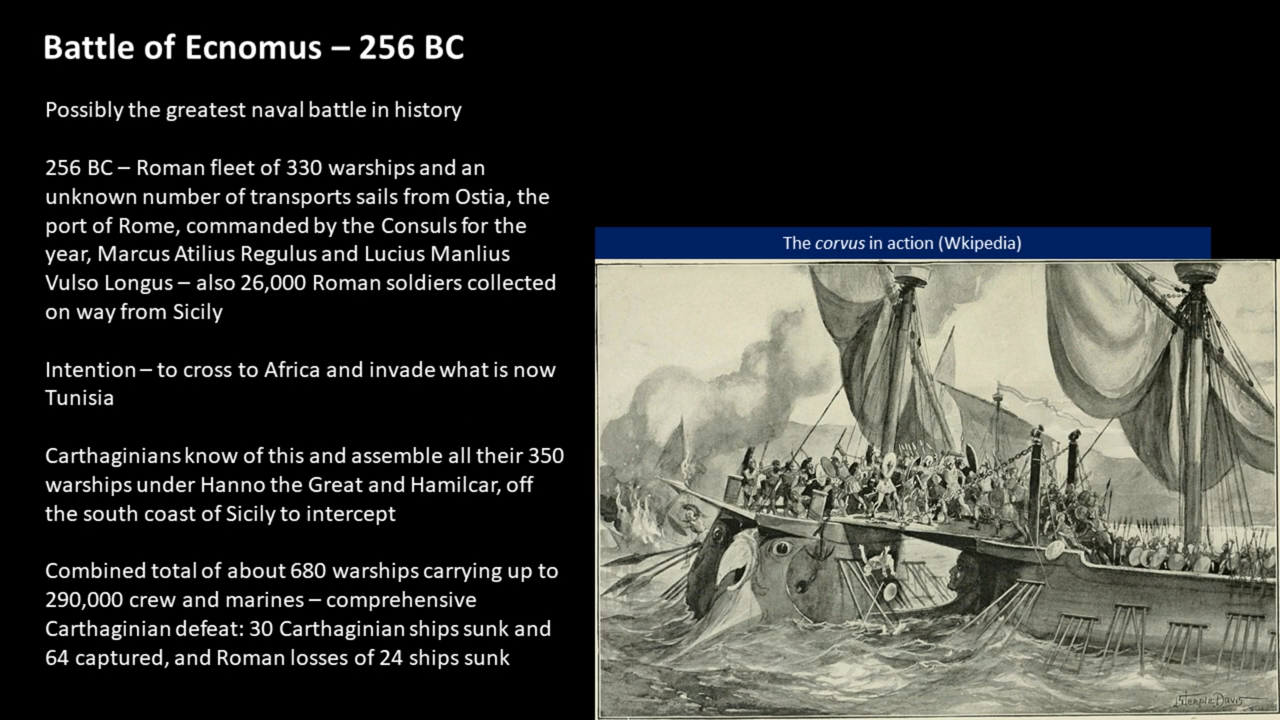 Battle of Ecnomus – 256 BC
Possibly the greatest naval battle in history
256 BC – Roman fleet of 330 warships and an
unknown number of transports sails from Ostia, the
port of Rome, commanded by the Consuls for the
year, Marcus Atilius Regulus and Lucius Manlius
Vulso Longus – also 26,000 Roman soldiers collected
on way from Sicily
Intention – to cross to Africa and invade what is now
Tunisia
Carthaginians know of this and assemble all their 350
warships under Hanno the Great and Hamilcar, off
the south coast of Sicily to intercept
Combined total of about 680 warships carrying up to
290,000 crew and marines – comprehensive
Carthaginian defeat: 30 Carthaginian ships sunk and
64 captured, and Roman losses of 24 ships sunk
The corvus in action (Wkipedia)